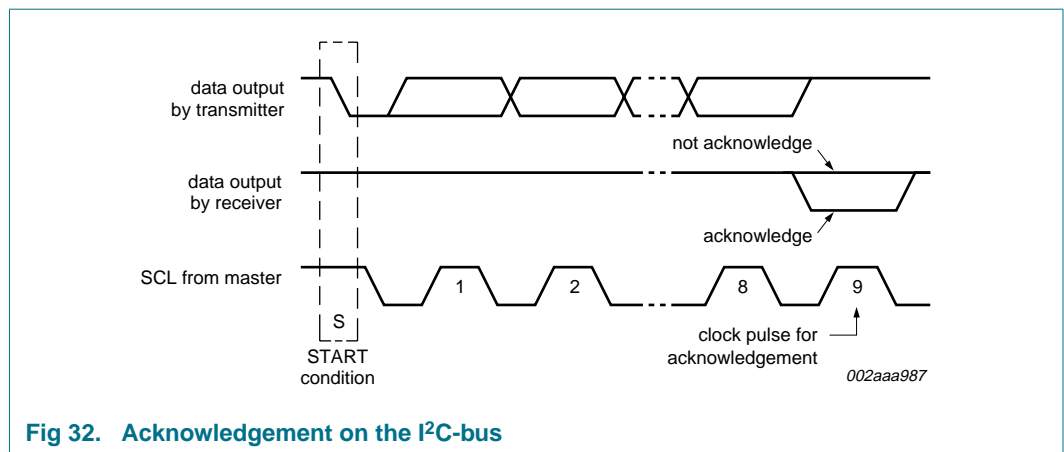 data output
by transmitter
not acknowledge
data output
by receiver
acknowledge
SCL from master
1
2
8
9
S
START
condition
clock pulse for
acknowledgement
002aaa987
Fig 32. Acknowledgement on the I²C-bus